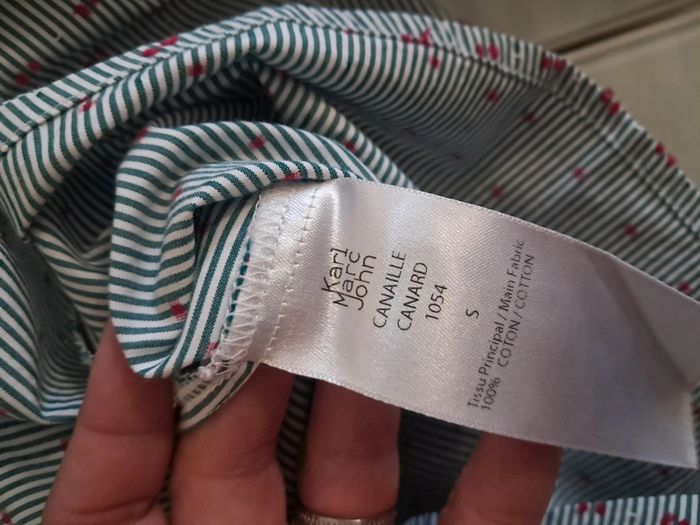 Karl
Marc
John
CANAILLE
CANARD
1054
S
Tissu Principal / Main Fabric
100% COTON / COTTON